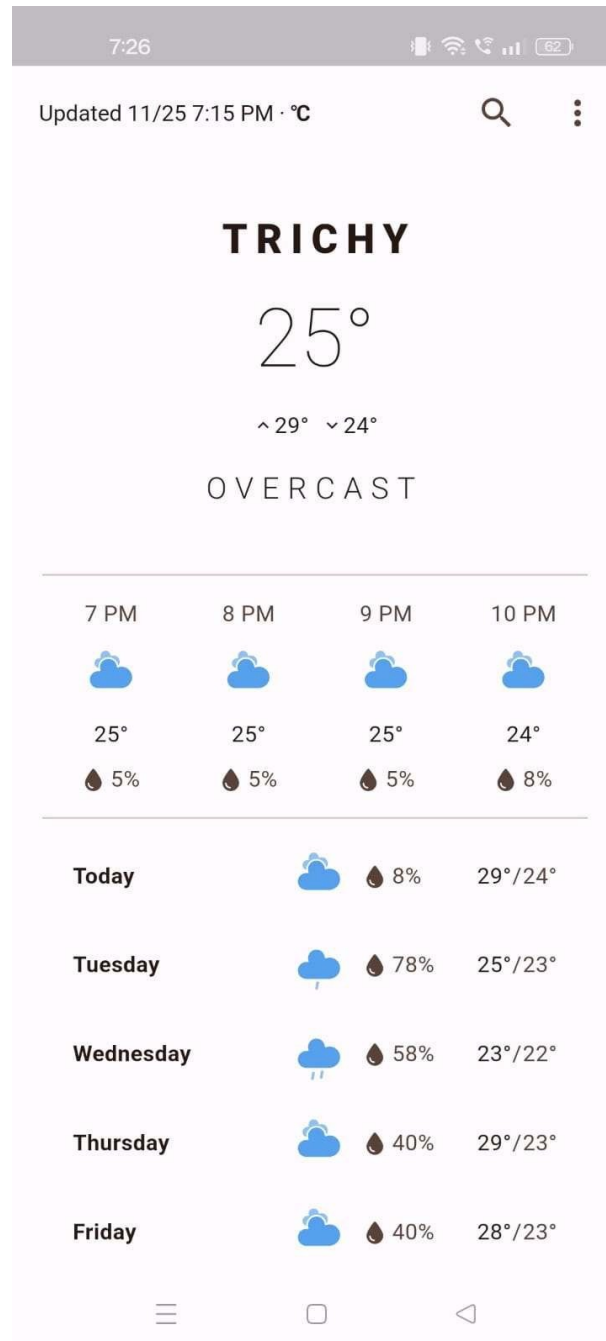 7:26 62
Updated 11/25 7:15 PM · °C
TRICHY
25°
29° 24°
OVERCAST
7 PM 8 PM 9 PM 10 PM
25° 25° 25° 24°
5% 5% 5% 8%
Today 8% 29°/24°
Tuesday 78% 25°/23°
Wednesday 58% 23°/22°
Thursday 40% 29°/23°
Friday 40% 28°/23°